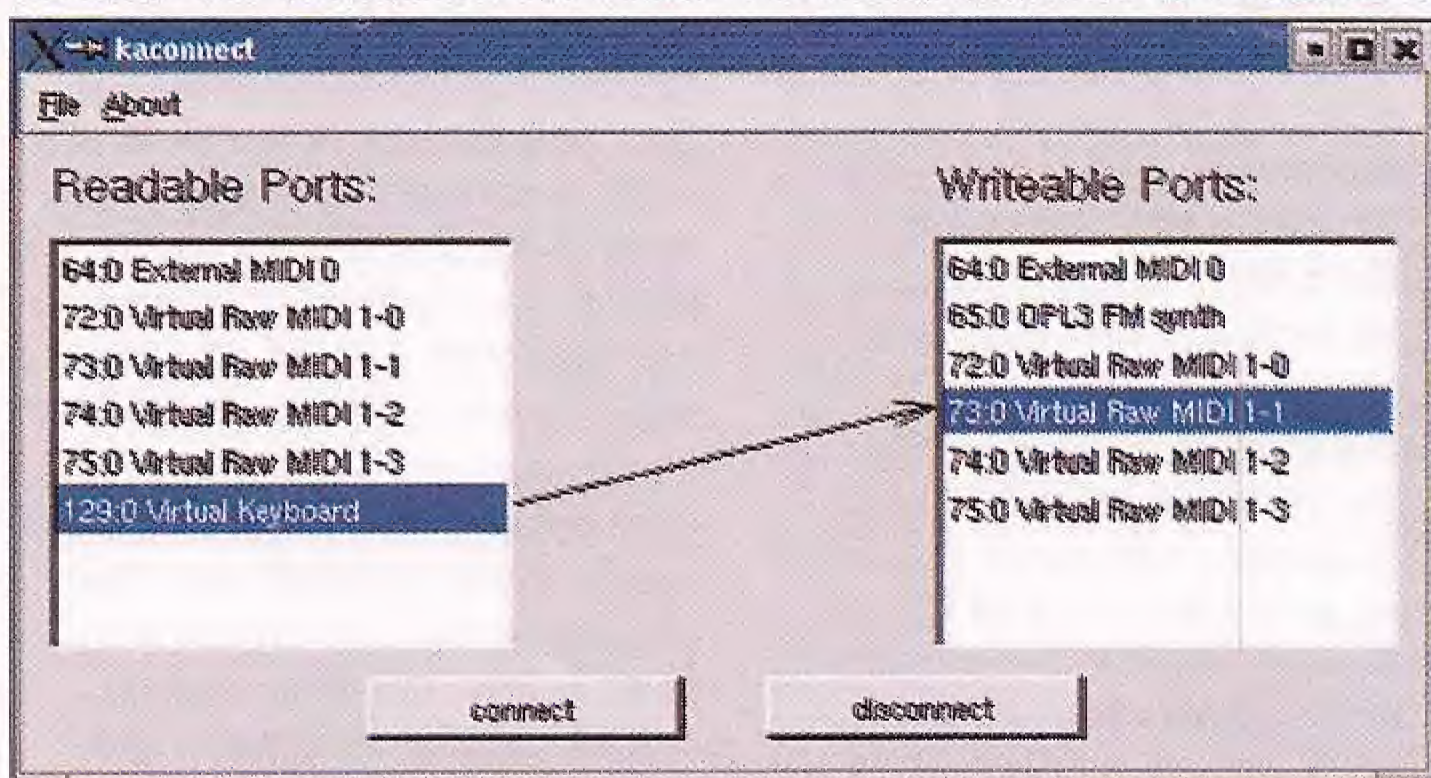 kaconnect
File About
Readable Ports:
64:0 External MIDI 0
72:0 Virtual Raw MIDI 1-0
73:0 Virtual Raw MIDI 1-1
74:0 Virtual Raw MIDI 1-2
75:0 Virtual Raw MIDI 1-3
129:0 Virtual Keyboard
Writeable Ports:
64:0 External MIDI 0
65:0 OPL3 FM synth
72:0 Virtual Raw MIDI 1-0
73:0 Virtual Raw MIDI 1-1
74:0 Virtual Raw MIDI 1-2
75:0 Virtual Raw MIDI 1-3
connect
disconnect